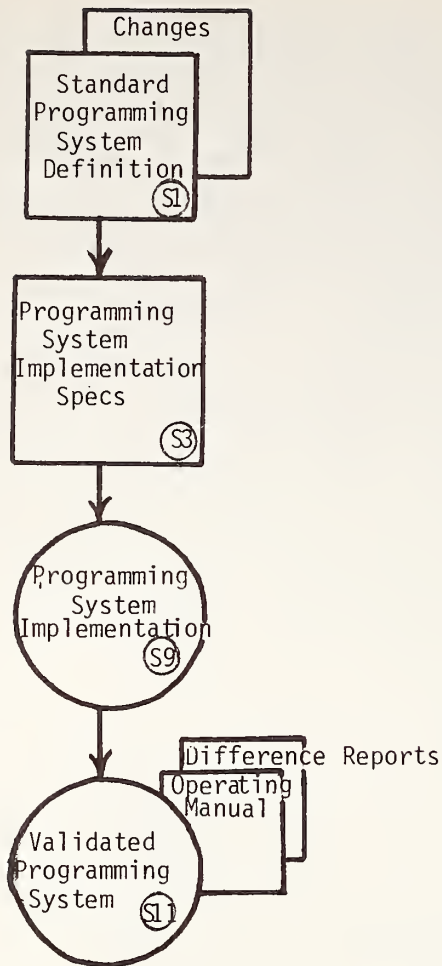 Changes
Standard
Programming
System
Definition
S1
Programming
System
Implementation
Specs
S3
Programming
System
Implementation
S9
Difference Reports
Operating
Manual
Validated
Programming
System
S11